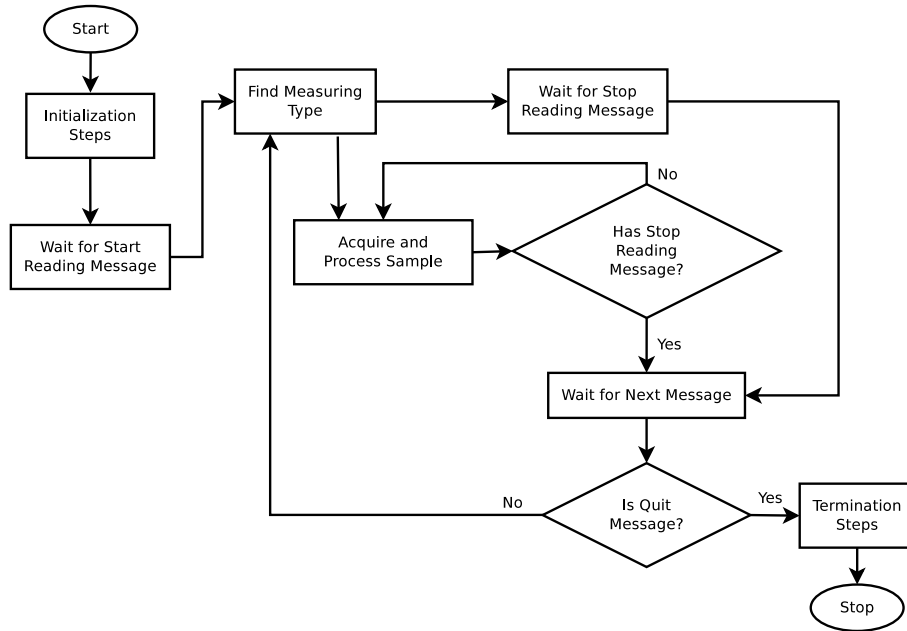 Start
Initialization
Steps
Wait for Start
Reading Message
Find Measuring
Type
Wait for Stop
Reading Message
Acquire and
Process Sample
No
Has Stop
Reading
Message?
Yes
Wait for Next Message
Is Quit
Message?
No
Yes
Termination
Steps
Stop